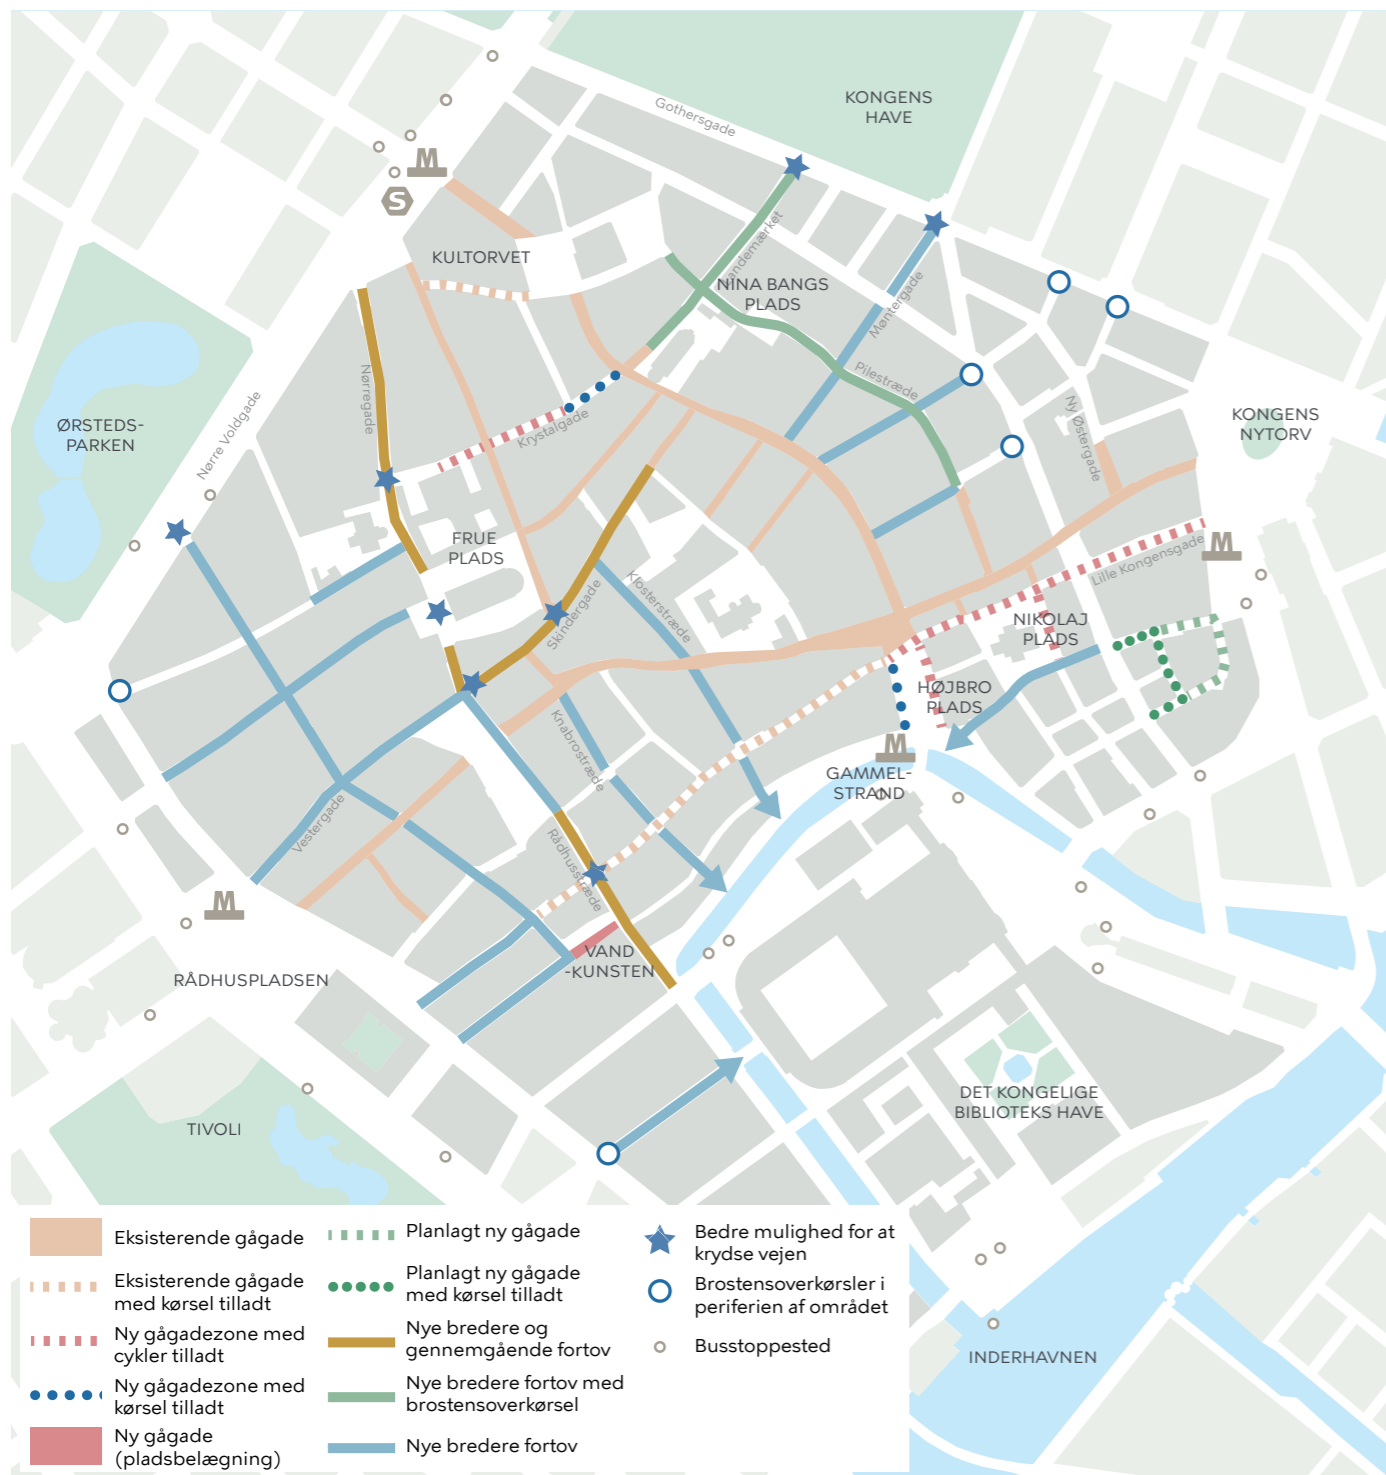 Gothersgade
KONGENS
HAVE
M
S
KULTORVET
NINA BANGS
PLADS
Møntergade
Nørregade
Pilestræde
Ny Østergade
KONGENS
NYTORV
ØRSTEDS-
PARKEN
Nørre Voldgade
Krystalgade
FRUE
PLADS
M
Lille Kongensgade
Klosterstræde
Skindergade
NIKOLAJ
PLADS
HØJBRO
PLADS
Knabrostræde
M
GAMMEL-
STRAND
Vestergade
Rådhusstræde
M
VAND
-KUNSTEN
RÅDHUSPLADSEN
DET KONGELIGE
BIBLIOTEKS HAVE
TIVOLI
INDERHAVNEN
Eksisterende gågade
Eksisterende gågade
med kørsel tilladt
Ny gågadezone med
cykler tilladt
Ny gågadezone med
kørsel tilladt
Ny gågade
(pladsbelægning)
Planlagt ny gågade
Planlagt ny gågade
med kørsel tilladt
Nye bredere og
gennemgående fortov
Nye bredere fortov med
brostensoverkørsel
Nye bredere fortov
Bedre mulighed for at
krydse vejen
Brostensoverkørsler i
periferien af området
Busstoppested